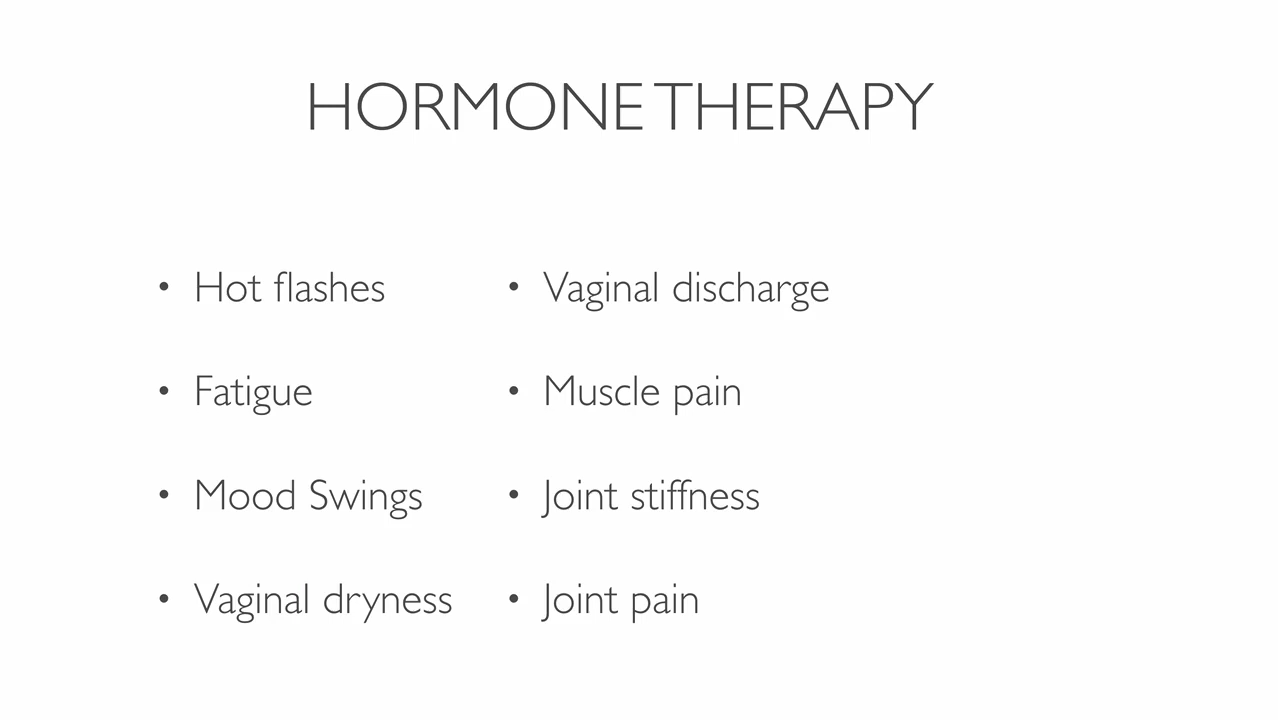 HORMONE THERAPY
• Hot flashes
• Fatigue
• Mood Swings
• Vaginal dryness
• Vaginal discharge
• Muscle pain
• Joint stiffness
• Joint pain